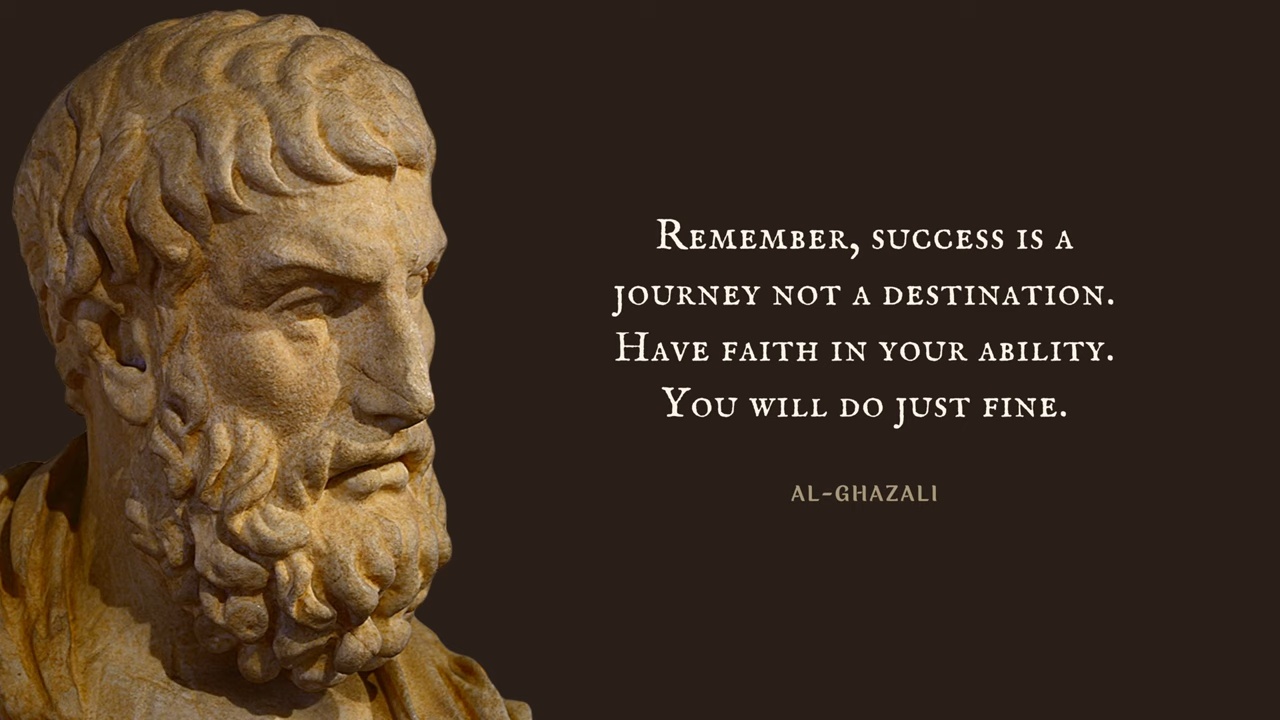 Remember, success is a
journey not a destination.
Have faith in your ability.
You will do just fine.
AL-GHAZALI